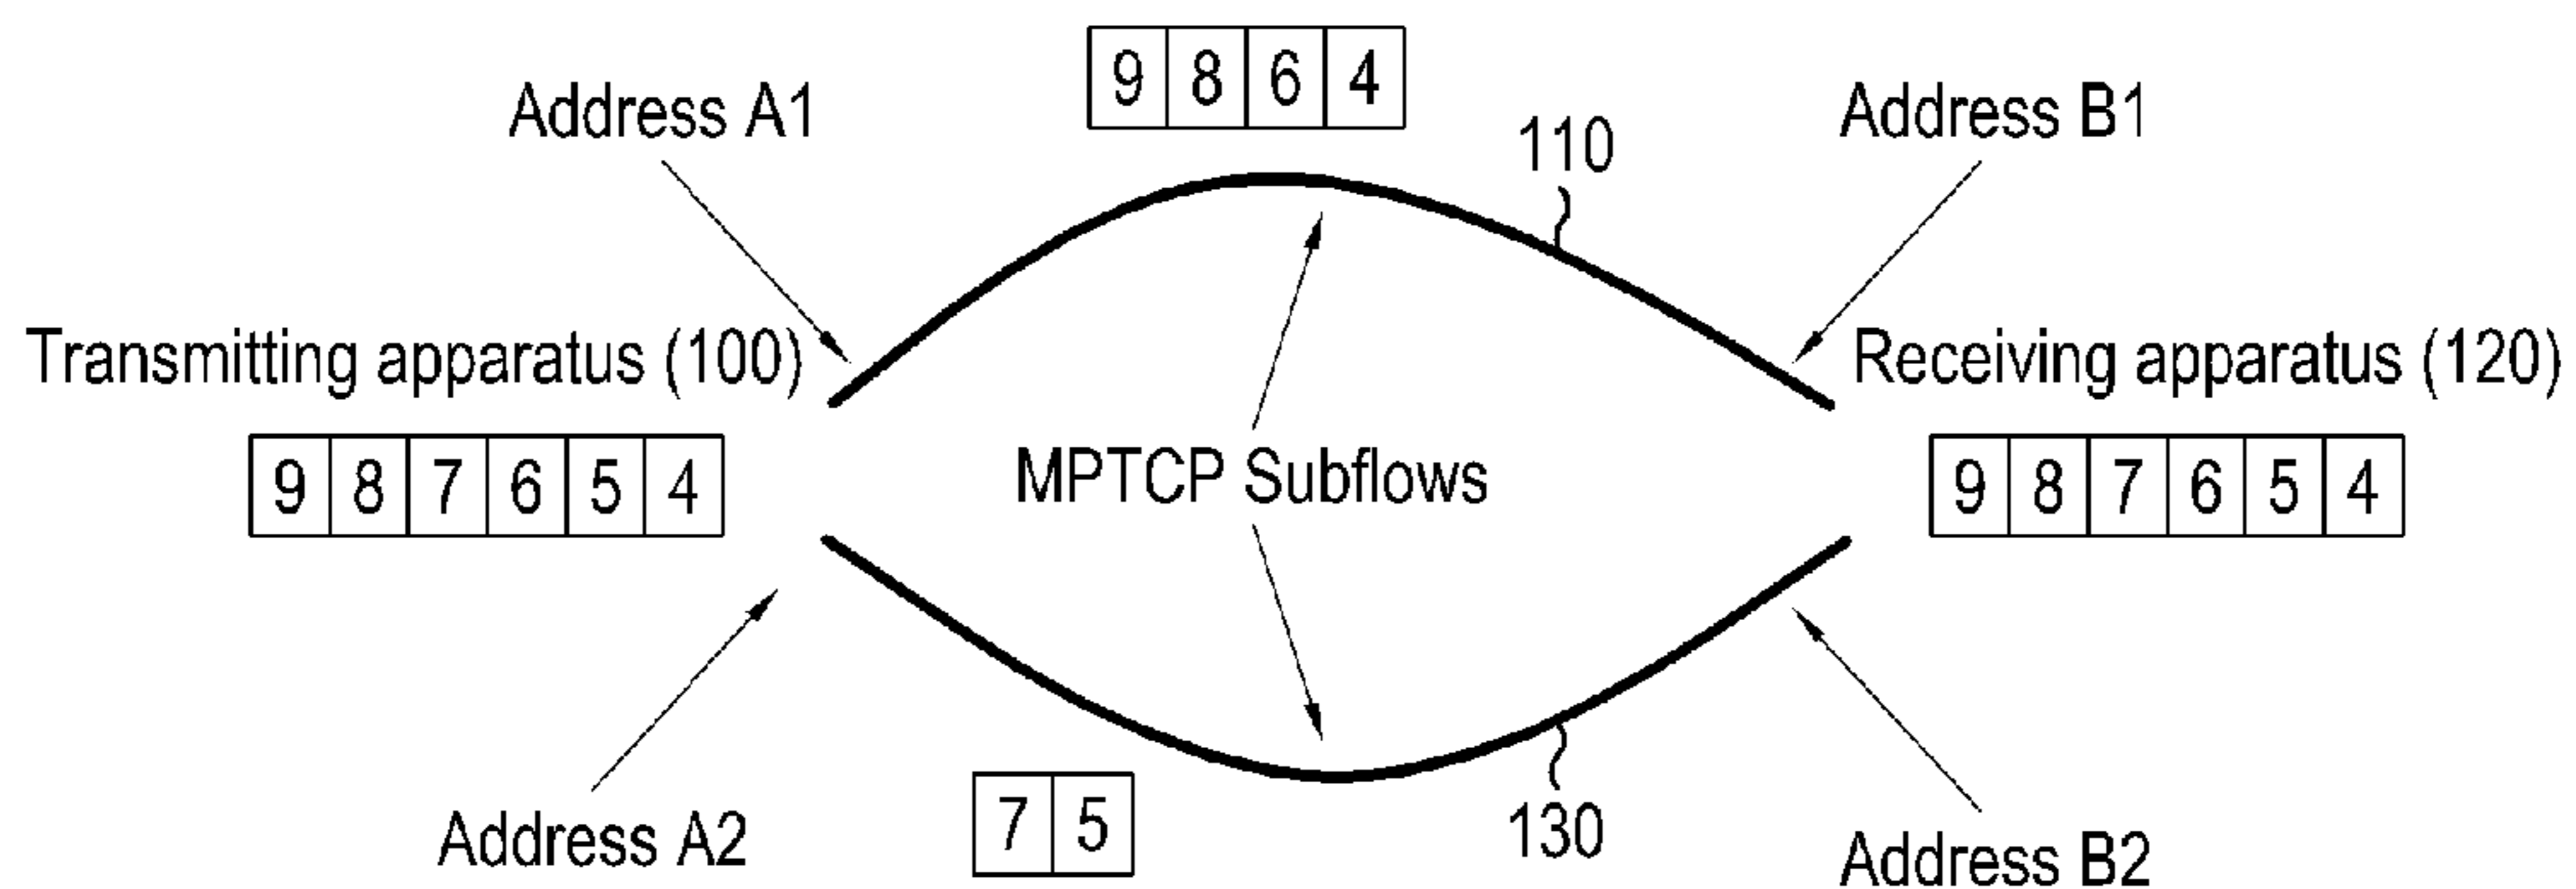 9 8 6 4
Address A1
Address B1
110
Transmitting apparatus (100)
Receiving apparatus (120)
9 8 7 6 5 4
MPTCP Subflows
9 8 7 6 5 4
7 5
130
Address A2
Address B2